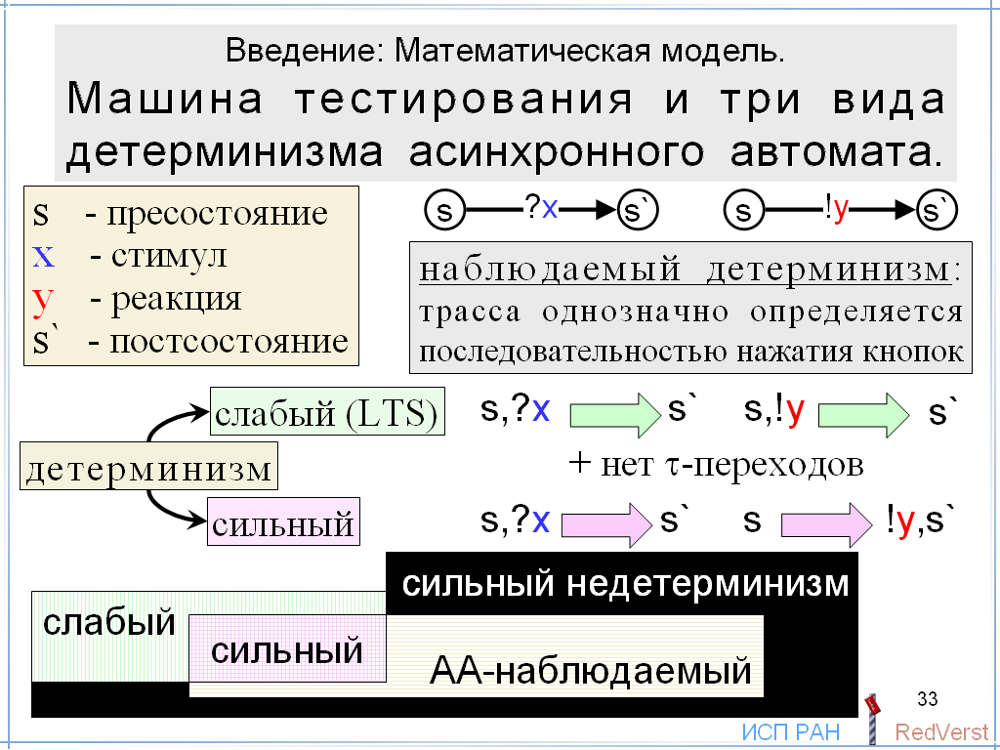 Введение: Математическая модель.
Машина тестирования и три вида
детерминизма асинхронного автомата.
s - пресостояние
x - стимул
y - реакция
s` - постсостояние
s ?x s` s !y s`
наблюдаемый детерминизм:
трасса однозначно определяется
последовательностью нажатия кнопок
слабый (LTS)
s,?x s` s,!y s`
+ нет τ-переходов
детерминизм
сильный
s,?x s` s !y,s`
сильный недетерминизм
слабый
сильный
АА-наблюдаемый
33
ИСП РАН RedVerst